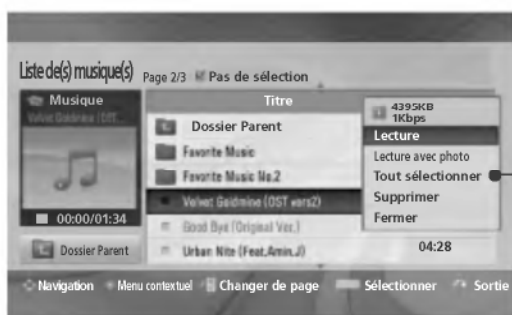 Liste de(s) musique(s) Page 2/3 Pas de sélection
Musique
Velvet Goldmine (OST...
00:00/01:34
Dossier Parent
Titre
Dossier Parent
Favorite Music
Favorite Music No.2
Velvet Goldmine (OST vers2)
Good Bye (Original Ver.)
Urban Nite (Feat.Amin.J)
04:28
4395KB
1Kbps
Lecture
Lecture avec photo
Tout sélectionner
Supprimer
Fermer
Navigation Menu contextuel Changer de page Sélectionner Sortie